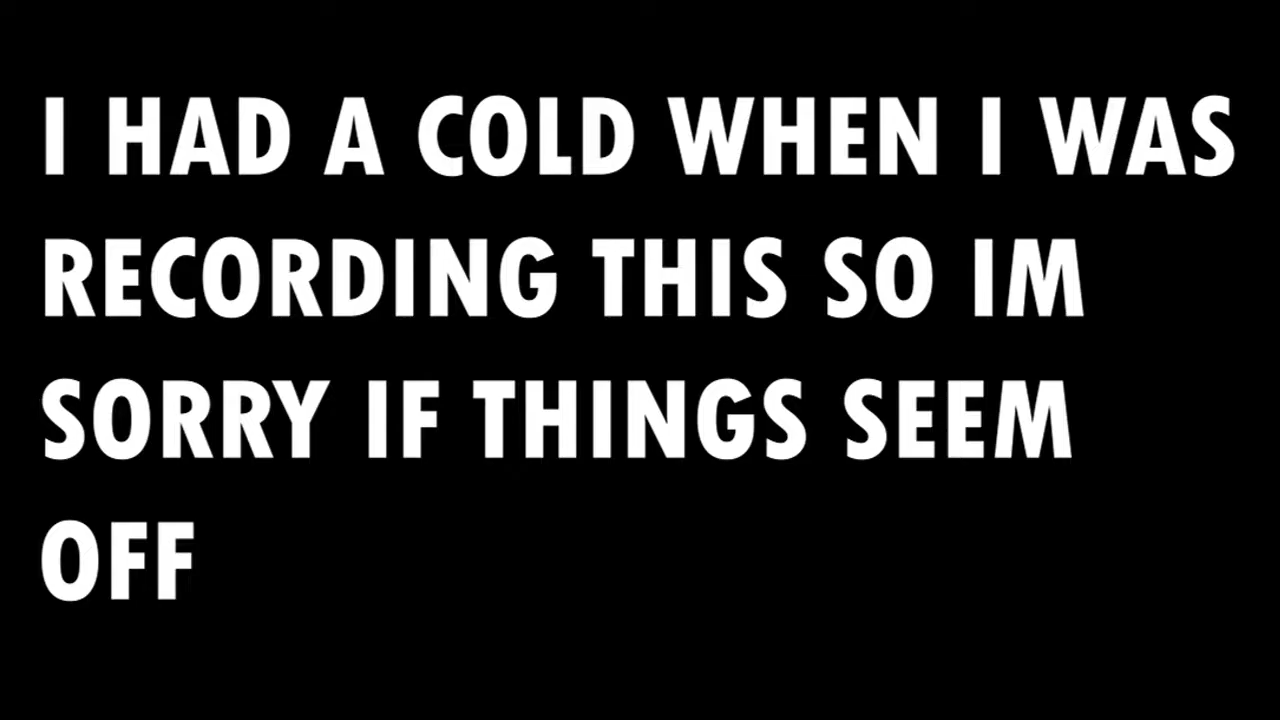 I HAD A COLD WHEN I WAS
RECORDING THIS SO IM
SORRY IF THINGS SEEM
OFF